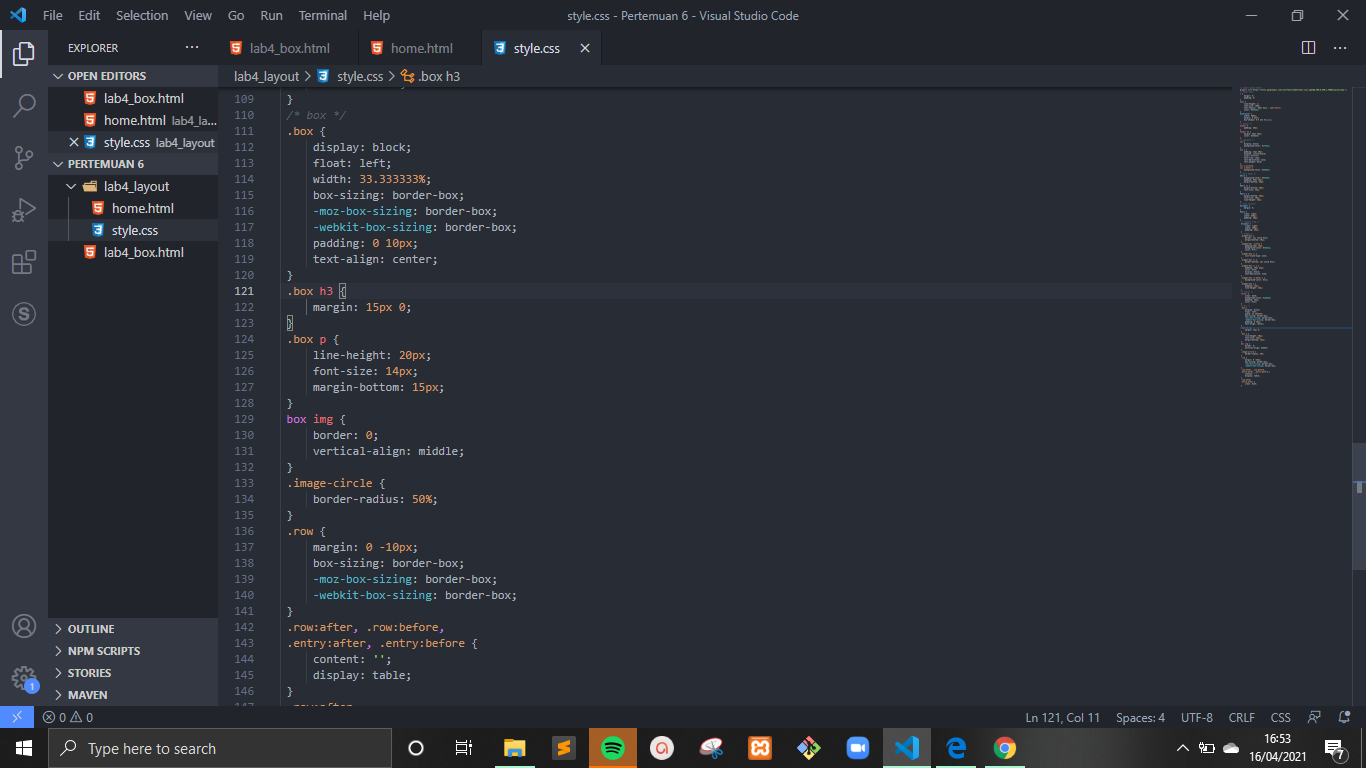 File Edit Selection View Go Run Terminal Help
style.css - Pertemuan 6 - Visual Studio Code
EXPLORER
OPEN EDITORS
lab4_box.html
home.html lab4_la...
style.css lab4_layout
PERTEMUAN 6
lab4_layout
home.html
style.css
lab4_box.html
OUTLINE
NPM SCRIPTS
STORIES
MAVEN
lab4_box.html home.html style.css
lab4_layout > style.css > .box h3
109 }
110 /* box */
111 .box {
112 display: block;
113 float: left;
114 width: 33.333333%;
115 box-sizing: border-box;
116 -moz-box-sizing: border-box;
117 -webkit-box-sizing: border-box;
118 padding: 0 10px;
119 text-align: center;
120 }
121 .box h3 {
122 margin: 15px 0;
123 }
124 .box p {
125 line-height: 20px;
126 font-size: 14px;
127 margin-bottom: 15px;
128 }
129 box img {
130 border: 0;
131 vertical-align: middle;
132 }
133 .image-circle {
134 border-radius: 50%;
135 }
136 .row {
137 margin: 0 -10px;
138 box-sizing: border-box;
139 -moz-box-sizing: border-box;
140 -webkit-box-sizing: border-box;
141 }
142 .row:after, .row:before,
143 .entry:after, .entry:before {
144 content: '';
145 display: table;
146 }
1
0 0
Ln 121, Col 11 Spaces: 4 UTF-8 CRLF CSS
Type here to search
16:53
16/04/2021
7